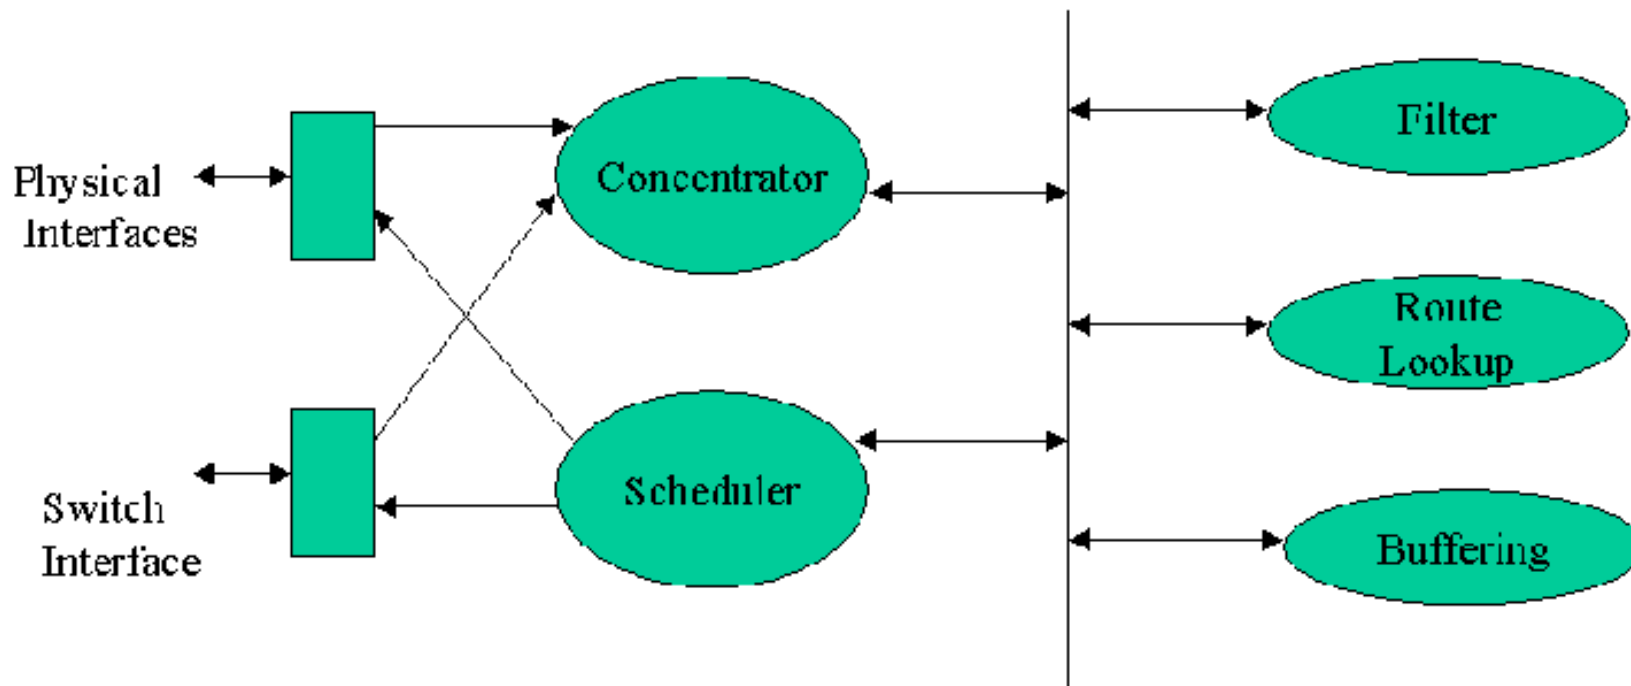 Physical
Interfaces
Concentrator
Filter
Route
Lookup
Switch
Interface
Scheduler
Buffering